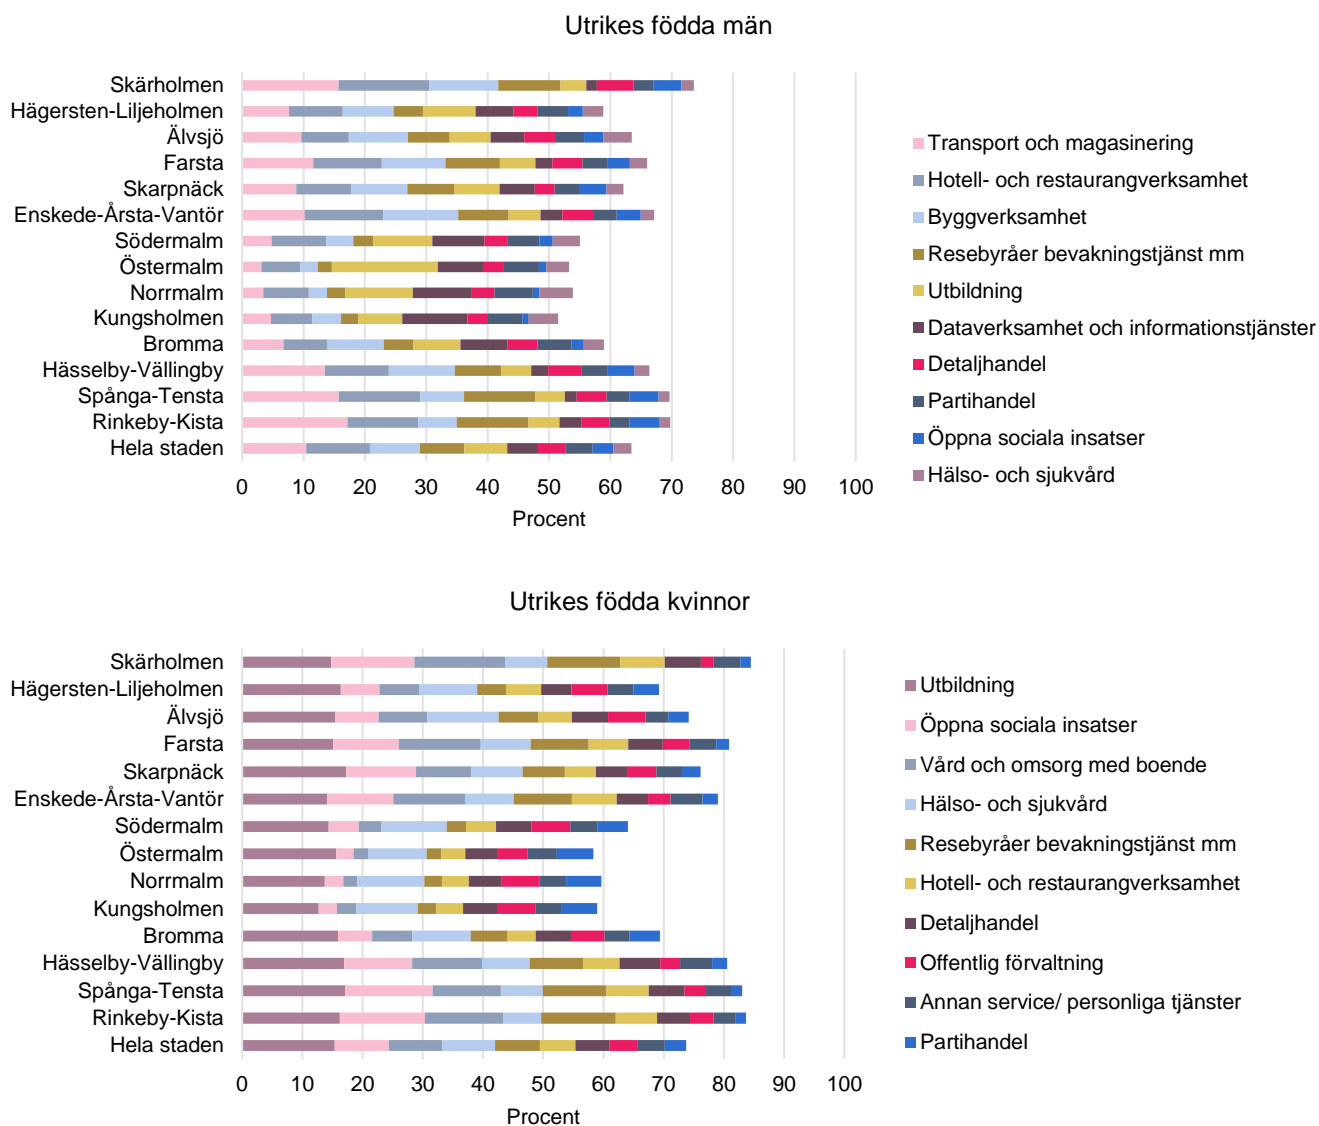 Utrikes födda män
Skärholmen
Hägersten-Liljeholmen
Älvsjö
Farsta
Skarpnäck
Enskede-Årsta-Vantör
Södermalm
Östermalm
Norrmalm
Kungsholmen
Bromma
Hässelby-Vällingby
Spånga-Tensta
Rinkeby-Kista
Hela staden
0 10 20 30 40 50 60 70 80 90 100
Procent
Transport och magasinering
Hotell- och restaurangverksamhet
Byggverksamhet
Resebyråer bevakningstjänst mm
Utbildning
Dataverksamhet och informationstjänster
Detaljhandel
Partihandel
Öppna sociala insatser
Hälso- och sjukvård
Utrikes födda kvinnor
Skärholmen
Hägersten-Liljeholmen
Älvsjö
Farsta
Skarpnäck
Enskede-Årsta-Vantör
Södermalm
Östermalm
Norrmalm
Kungsholmen
Bromma
Hässelby-Vällingby
Spånga-Tensta
Rinkeby-Kista
Hela staden
0 10 20 30 40 50 60 70 80 90 100
Procent
Utbildning
Öppna sociala insatser
Vård och omsorg med boende
Hälso- och sjukvård
Resebyråer bevakningstjänst mm
Hotell- och restaurangverksamhet
Detaljhandel
Offentlig förvaltning
Annan service/ personliga tjänster
Partihandel